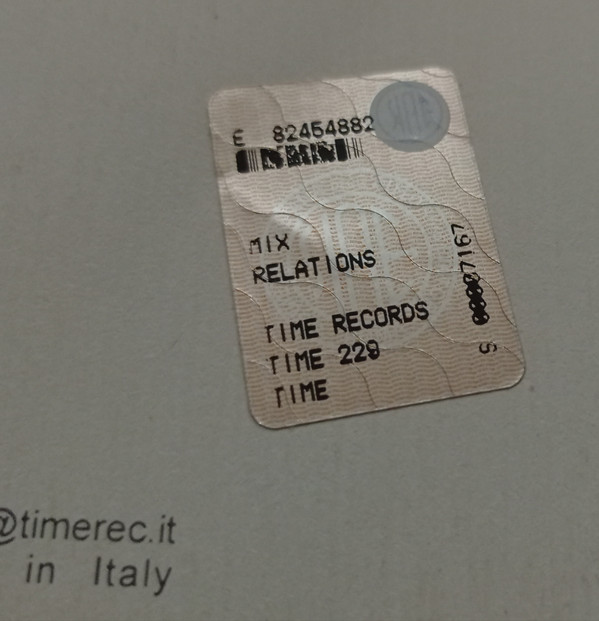 E 82454882
MIX
RELATIONS
TIME RECORDS
TIME 229
TIME
S
@timerec.it
in Italy